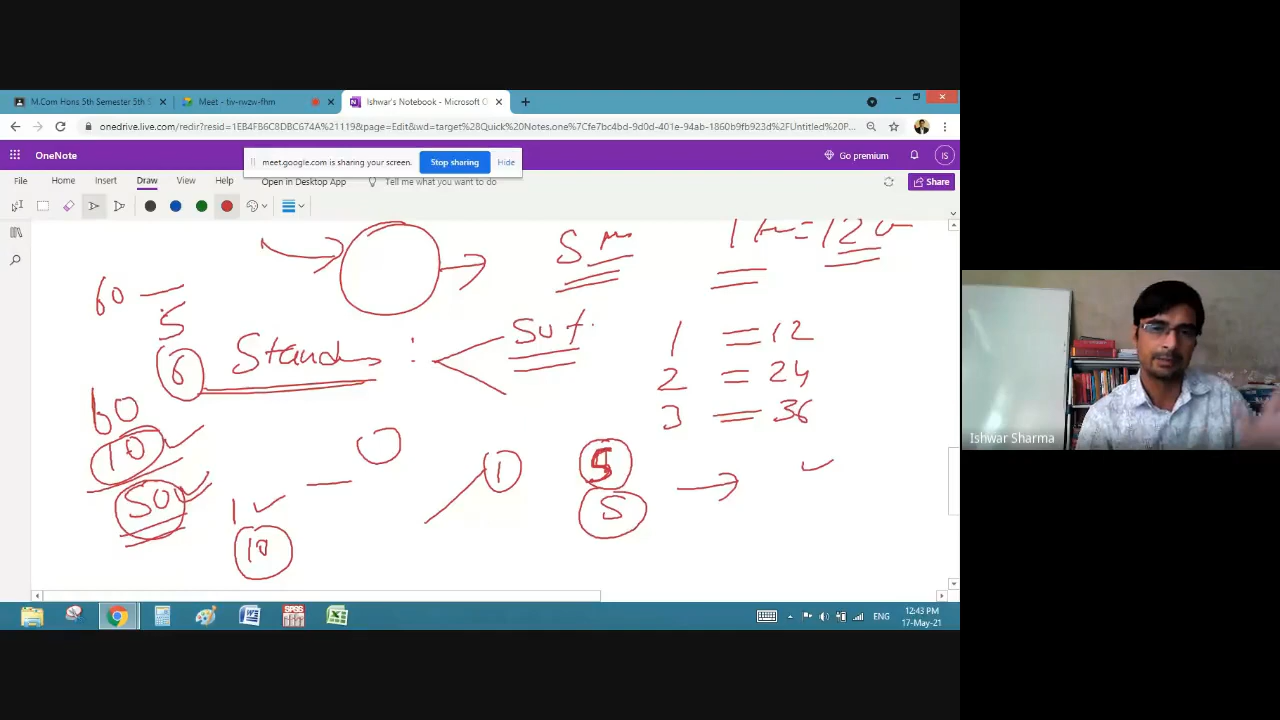 M.Com Hons 5th Semester 5th S
Meet - tiv-rwzw-fhm
Ishwar's Notebook - Microsoft O
onedrive.live.com/redir?resid=1EB4FB6C8DBC674A%21119&page=Edit&wd=target%28Quick%20Notes.one%7Cfe7bc4bd-9d0d-401e-94ab-1860b9fb923d%2FUntitled%20P...
OneNote
meet.google.com is sharing your screen.
Stop sharing
Hide
Go premium
IS
File
Home
Insert
Draw
View
Help
Open in Desktop App
Tell me what you want to do
Share
60
5
6
60
10
50
1
10
1
5
5
1 = 12
2 = 24
3 = 36
Ishwar Sharma
ENG
12:43 PM
17-May-21
SPSS